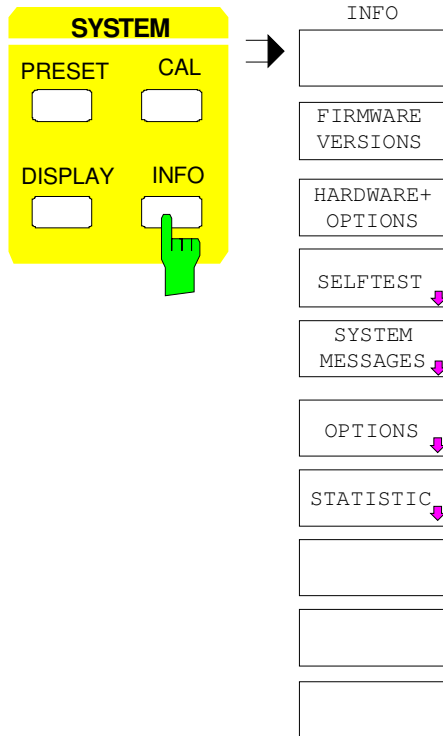 SYSTEM
PRESET CAL
DISPLAY INFO
INFO
FIRMWARE
VERSIONS
HARDWARE+
OPTIONS
SELFTEST
SYSTEM
MESSAGES
OPTIONS
STATISTIC